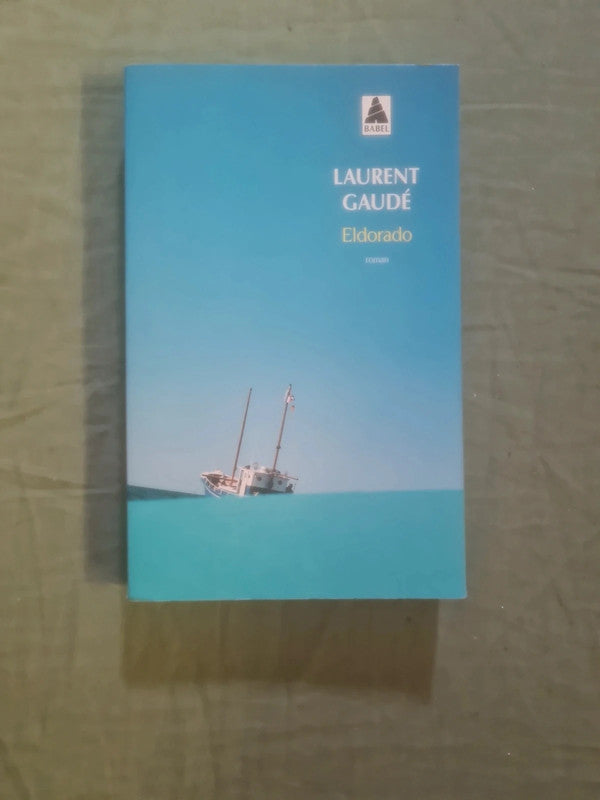 BABEL
LAURENT
GAUDÉ
Eldorado
roman